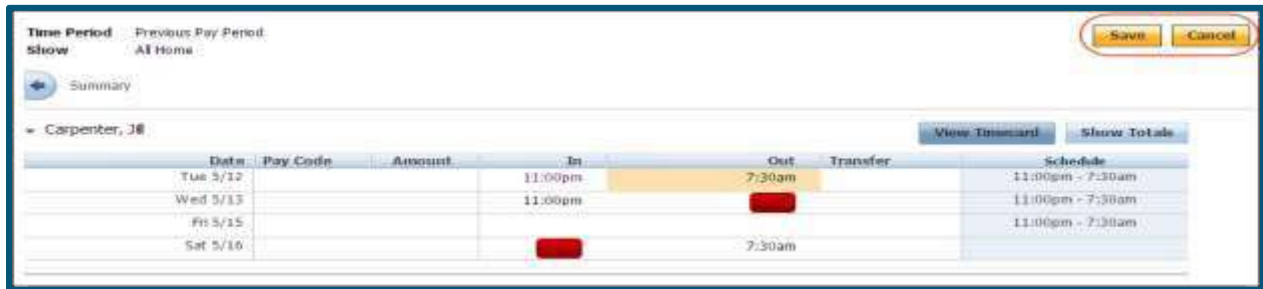 Time Period Previous Pay Period Save Cancel
Show All Home
Summary
Carpenter, View Timecard Show Totals
Date Pay Code Amount In Out Transfer Schedule
Tue 5/12 11:00pm 7:30am 11:00pm - 7:30am
Wed 5/13 11:00pm 11:00pm - 7:30am
Fri 5/15 11:00pm - 7:30am
Sat 5/16 7:30am